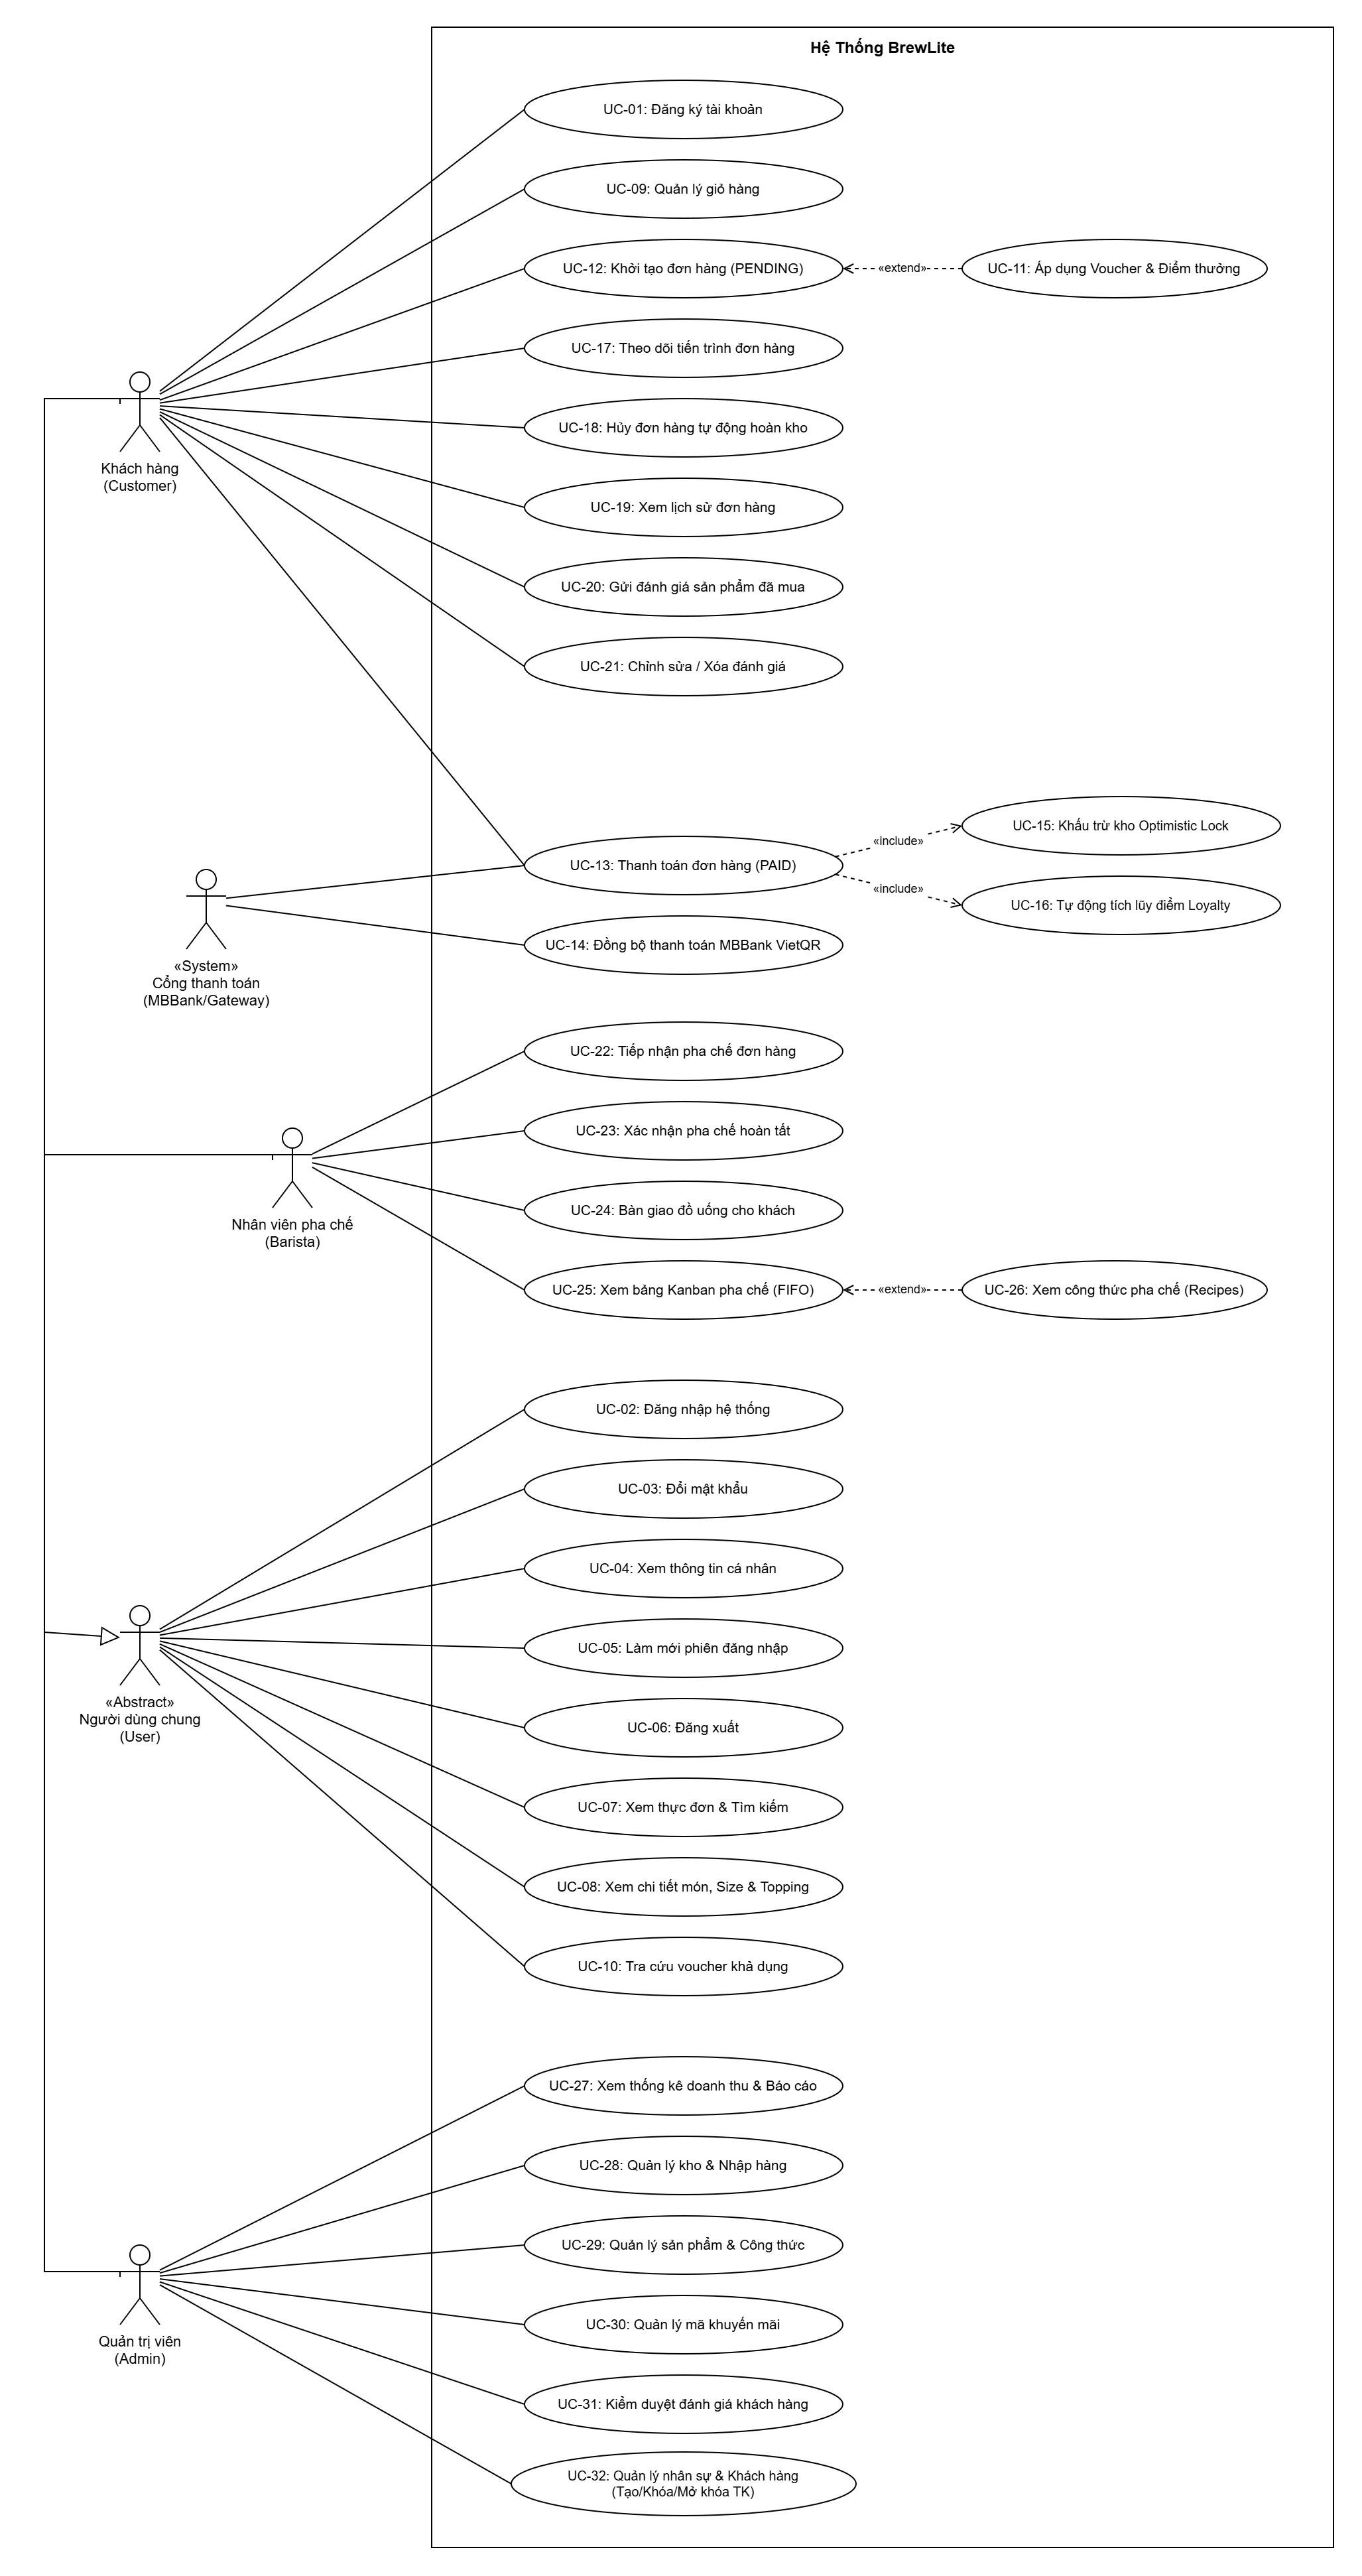 Hệ Thống BrewLite
UC-01: Đăng ký tài khoản
UC-09: Quản lý giỏ hàng
UC-12: Khởi tạo đơn hàng (PENDING)
«extend»
UC-11: Áp dụng Voucher & Điểm thưởng
UC-17: Theo dõi tiến trình đơn hàng
UC-18: Hủy đơn hàng tự động hoàn kho
Khách hàng
(Customer)
UC-19: Xem lịch sử đơn hàng
UC-20: Gửi đánh giá sản phẩm đã mua
UC-21: Chỉnh sửa / Xóa đánh giá
UC-15: Khấu trừ kho Optimistic Lock
«include»
UC-13: Thanh toán đơn hàng (PAID)
«include»
UC-16: Tự động tích lũy điểm Loyalty
UC-14: Đồng bộ thanh toán MBBank VietQR
«System»
Cổng thanh toán
(MBBank/Gateway)
UC-22: Tiếp nhận pha chế đơn hàng
UC-23: Xác nhận pha chế hoàn tất
UC-24: Bàn giao đồ uống cho khách
Nhân viên pha chế
(Barista)
UC-25: Xem bảng Kanban pha chế (FIFO)
«extend»
UC-26: Xem công thức pha chế (Recipes)
UC-02: Đăng nhập hệ thống
UC-03: Đổi mật khẩu
UC-04: Xem thông tin cá nhân
UC-05: Làm mới phiên đăng nhập
«Abstract»
Người dùng chung
(User)
UC-06: Đăng xuất
UC-07: Xem thực đơn & Tìm kiếm
UC-08: Xem chi tiết món, Size & Topping
UC-10: Tra cứu voucher khả dụng
UC-27: Xem thống kê doanh thu & Báo cáo
UC-28: Quản lý kho & Nhập hàng
UC-29: Quản lý sản phẩm & Công thức
UC-30: Quản lý mã khuyến mãi
Quản trị viên
(Admin)
UC-31: Kiểm duyệt đánh giá khách hàng
UC-32: Quản lý nhân sự & Khách hàng
(Tạo/Khóa/Mở khóa TK)